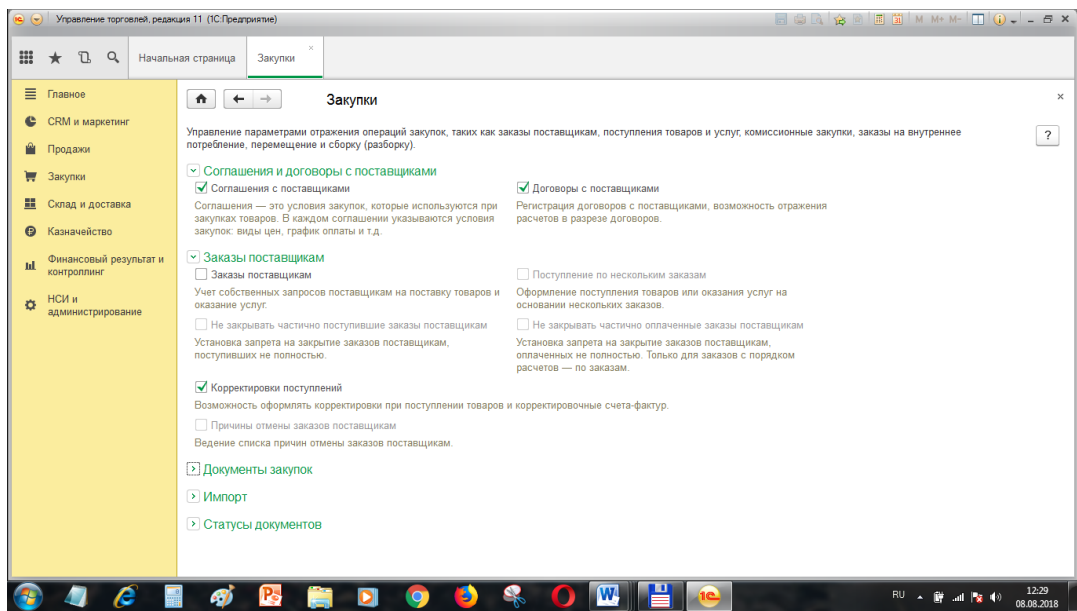 Управление торговлей, редакция 11 (1С:Предприятие)
M M+ M-
Начальная страница
Закупки
Главное
CRM и маркетинг
Продажи
Закупки
Склад и доставка
Казначейство
Финансовый результат и
контроллинг
НСИ и
администрирование
Закупки
Управление параметрами отражения операций закупок, таких как заказы поставщикам, поступления товаров и услуг, комиссионные закупки, заказы на внутреннее
потребление, перемещение и сборку (разборку).
?
Соглашения и договоры с поставщиками
Соглашения с поставщиками
Договоры с поставщиками
Соглашения — это условия закупок, которые используются при
закупках товаров. В каждом соглашении указываются условия
закупок: виды цен, график оплаты и т.д.
Регистрация договоров с поставщиками, возможность отражения
расчетов в разрезе договоров.
Заказы поставщикам
Заказы поставщикам
Поступление по нескольким заказам
Учет собственных запросов поставщикам на поставку товаров и
оказание услуг.
Оформление поступления товаров или оказания услуг на
основании нескольких заказов.
Не закрывать частично поступившие заказы поставщикам
Не закрывать частично оплаченные заказы поставщикам
Установка запрета на закрытие заказов поставщикам,
поступивших не полностью.
Установка запрета на закрытие заказов поставщикам,
оплаченных не полностью. Только для заказов с порядком
расчетов — по заказам.
Корректировки поступлений
Возможность оформлять корректировки при поступлении товаров и корректировочные счета-фактур.
Причины отмены заказов поставщикам
Ведение списка причин отмены заказов поставщикам.
Документы закупок
Импорт
Статусы документов
RU
12:29
08.08.2018